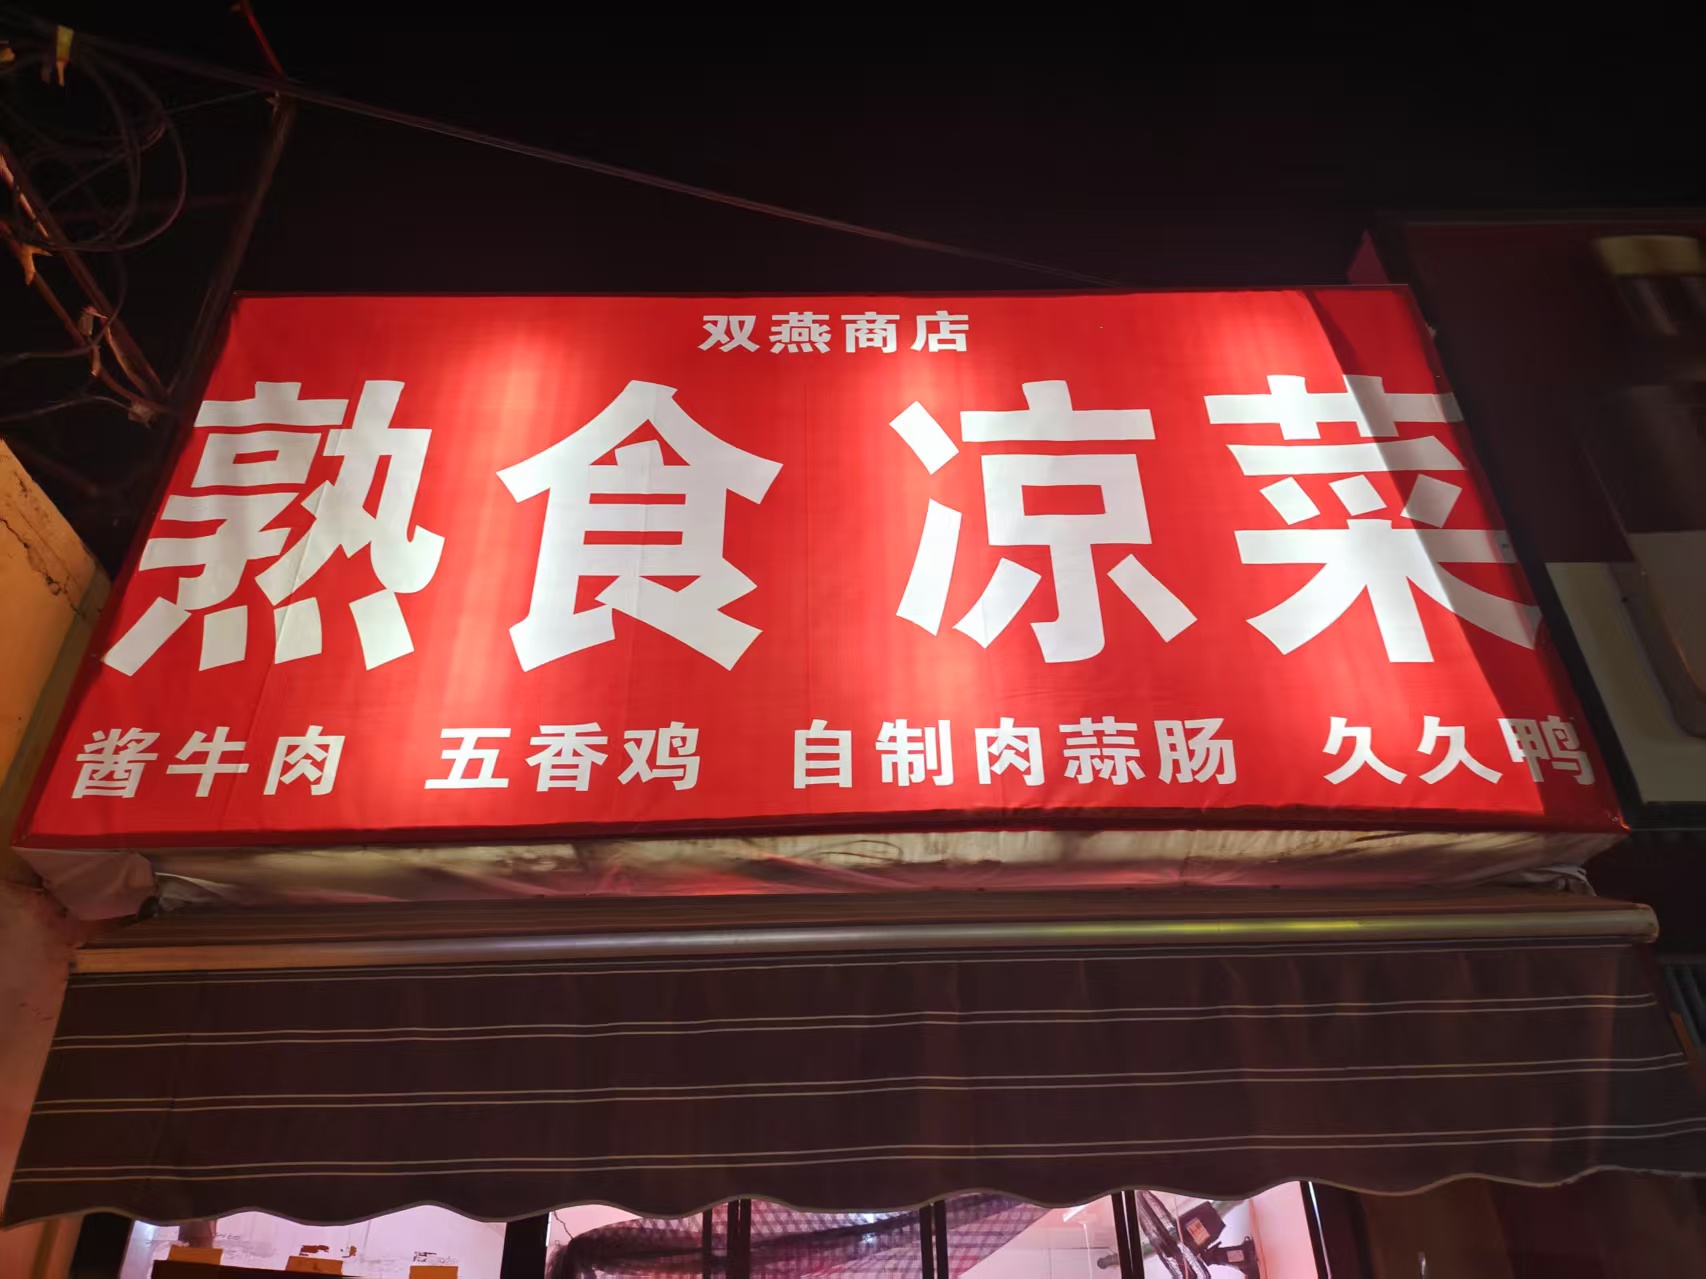 双燕商店
熟食 凉菜
酱牛肉 五香鸡 自制肉蒜肠 久久鸭